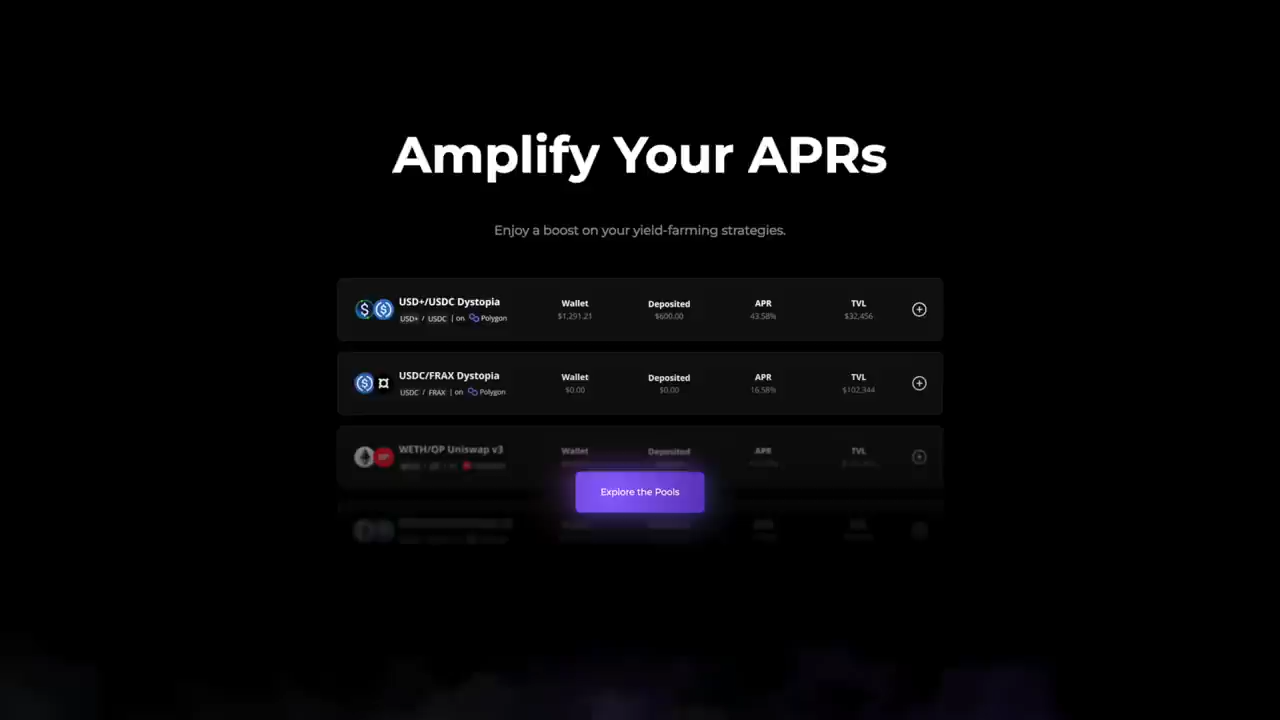 Amplify Your APRs
Enjoy a boost on your yield-farming strategies.
USD+/USDC Dystopia
USD+ / USDC | on Polygon
Wallet
$1,291.21
Deposited
$600.00
APR
43.58%
TVL
$32,456
USDC/FRAX Dystopia
USDC / FRAX | on Polygon
Wallet
$0.00
Deposited
$0.00
APR
16.58%
TVL
$102,344
WETH/OP Uniswap v3
Wallet
Deposited
APR
TVL
Explore the Pools